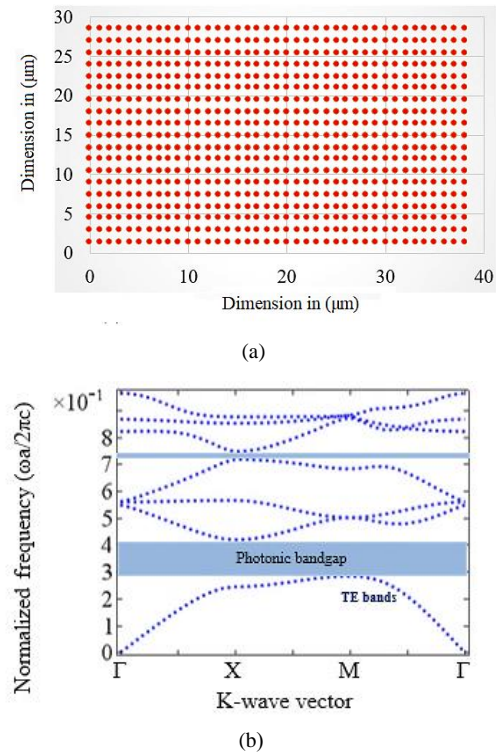 30
25
20
15
10
5
0
Dimension in (μm)
0 10 20 30 40
Dimension in (μm)
(a)
×10⁻¹
8
7
6
5
4
3
2
1
0
Normalized frequency (ωa/2πc)
Photonic bandgap
TE bands
Γ X M Γ
K-wave vector
(b)